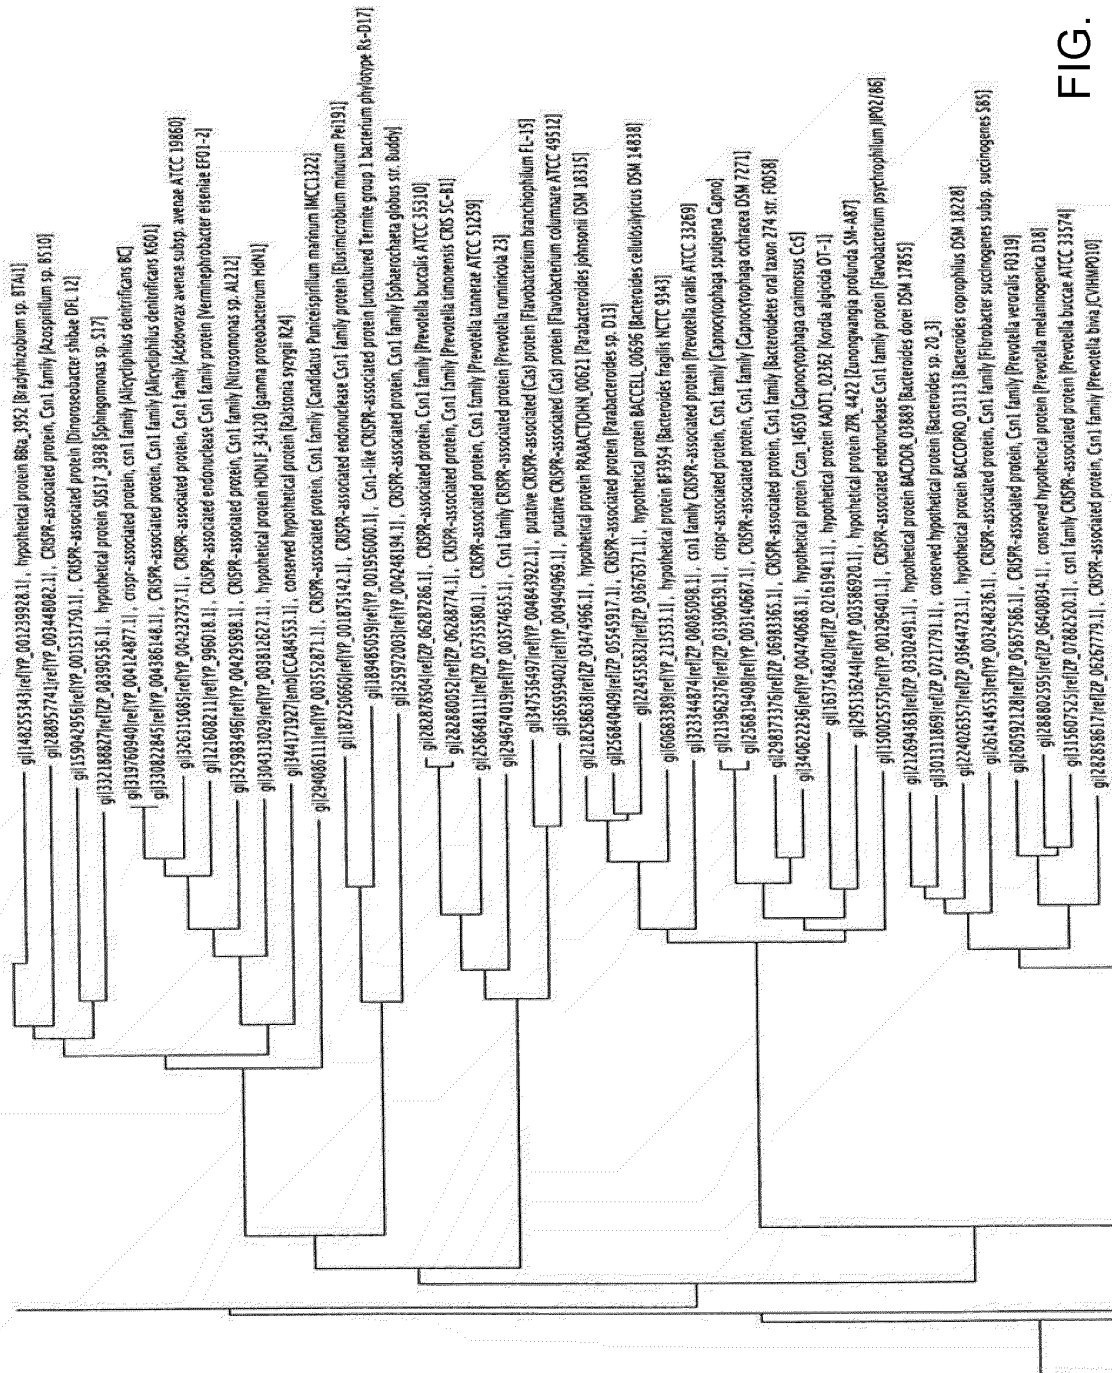 gi|148255343|ref|YP_001239928.1|, hypothetical protein BBta_3952 [Bradyrhizobium sp. BTAi1]
gi|288957741|ref|YP_003448082.1|, CRISPR-associated protein, Csn1 family [Azospirillum sp. B510]
gi|159042956|ref|YP_001531750.1|, CRISPR-associated protein [Dinoroseobacter shibae DFL 12]
gi|332188827|ref|ZP_08390536.1|, hypothetical protein SUS17_3938 [Sphingomonas sp. S17]
gi|319760940|ref|YP_004124877.1|, crispr-associated protein, csn1 family [Alicycliphilus denitrificans BC]
gi|330822845|ref|YP_004386148.1|, CRISPR-associated protein, Csn1 family [Alicycliphilus denitrificans K601]
gi|326115085|ref|YP_004232757.1|, CRISPR-associated protein, Csn1 family [Acidovorax avenae subsp. avenae ATCC 19860]
gi|121608211|ref|YP_996018.1|, CRISPR-associated endonuclease Csn1 family protein [Verminephrobacter eiseniae EF01-2]
gi|325983496|ref|YP_004295898.1|, CRISPR-associated protein, Csn1 family [Nitrosomonas sp. AL212]
gi|304313029|ref|YP_003812627.1|, hypothetical protein HDN1F_34120 [gamma proteobacterium HdN1]
gi|344171927|emb|CCA84553.1|, conserved hypothetical protein [Ralstonia syzygii R24]
gi|294086111|ref|YP_003552871.1|, CRISPR-associated protein, Csn1 family [Candidatus Puniceispirillum marinum IMCC1322]
gi|187250660|ref|YP_001875142.1|, CRISPR-associated endonuclease Csn1 family protein [Elusimicrobium minutum Pei191]
gi|189485059|ref|YP_001956000.1|, Csn1-like CRISPR-associated protein [uncultured Termite group 1 bacterium phylotype Rs-D17]
gi|325972003|ref|YP_004248194.1|, CRISPR-associated protein, Csn1 family [Sphaerochaeta globus str. Buddy]
gi|282878504|ref|ZP_06287286.1|, CRISPR-associated protein, Csn1 family [Prevotella buccalis ATCC 35310]
gi|282880052|ref|ZP_06288774.1|, CRISPR-associated protein, Csn1 family [Prevotella timonensis CRIS 5C-B1]
gi|258648111|ref|ZP_05735580.1|, CRISPR-associated protein, Csn1 family [Prevotella tannerae ATCC 51259]
gi|294674019|ref|YP_003574635.1|, Csn1 family CRISPR-associated protein [Prevotella ruminicola 23]
gi|347536497|ref|YP_004843922.1|, putative CRISPR-associated (Cas) protein [Flavobacterium branchiophilum FL-15]
gi|365959402|ref|YP_004940969.1|, putative CRISPR-associated (Cas) protein [Flavobacterium columnare ATCC 49512]
gi|218258638|ref|ZP_03474966.1|, hypothetical protein PRABACTJOHN_00621 [Parabacteroides johnsonii DSM 18315]
gi|256840409|ref|ZP_05545917.1|, CRISPR-associated protein [Parabacteroides sp. D13]
gi|224535832|ref|ZP_03676371.1|, hypothetical protein BACCELL_00696 [Bacteroides cellulosilyticus DSM 14838]
gi|60683389|ref|YP_213533.1|, hypothetical protein BF3954 [Bacteroides fragilis NCTC 9343]
gi|323344874|ref|ZP_08085098.1|, csn1 family CRISPR-associated protein [Prevotella oralis ATCC 33269]
gi|213962376|ref|ZP_03390639.1|, crispr-associated protein, Csn1 family [Capnocytophaga sputigena Capno]
gi|256819408|ref|YP_003140687.1|, CRISPR-associated protein, Csn1 family [Capnocytophaga ochracea DSM 7271]
gi|298373376|ref|ZP_06983365.1|, CRISPR-associated protein, Csn1 family [Bacteroidetes oral taxon 274 str. F0058]
gi|340622236|ref|YP_004740688.1|, hypothetical protein Ccan_14650 [Capnocytophaga canimorsus Cc5]
gi|163754820|ref|ZP_02161941.1|, hypothetical protein KAOT1_02362 [Kordia algicida OT-1]
gi|295136244|ref|YP_003586920.1|, hypothetical protein ZPR_4422 [Zunongwangia profunda SM-A87]
gi|150025575|ref|YP_001296401.1|, CRISPR-associated endonuclease Csn1 family protein [Flavobacterium psychrophilum JIP02/86]
gi|212694363|ref|ZP_03302491.1|, hypothetical protein BACDOR_03889 [Bacteroides dorei DSM 17855]
gi|301311869|ref|ZP_07217791.1|, conserved hypothetical protein [Bacteroides sp. 20_3]
gi|224026357|ref|ZP_03644723.1|, hypothetical protein BACCOPRO_03113 [Bacteroides coprophilus DSM 18228]
gi|261414553|ref|YP_003248236.1|, CRISPR-associated protein, Csn1 family [Fibrobacter succinogenes subsp. succinogenes S85]
gi|260592128|ref|ZP_05857586.1|, CRISPR-associated protein, Csn1 family [Prevotella veroralis F0319]
gi|288802595|ref|ZP_06408034.1|, conserved hypothetical protein [Prevotella melaninogenica D18]
gi|315607525|ref|ZP_07882520.1|, csn1 family CRISPR-associated protein [Prevotella buccae ATCC 33574]
gi|282858617|ref|ZP_06267779.1|, CRISPR-associated protein, Csn1 family [Prevotella bivia JCVIHMP010]
FIG.